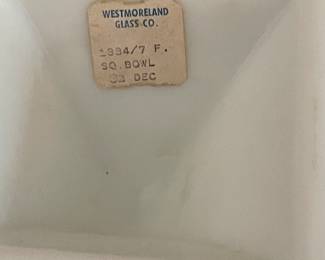 WESTMORELAND
GLASS CO.
1884/7 F.
SQ.BOWL
DEC